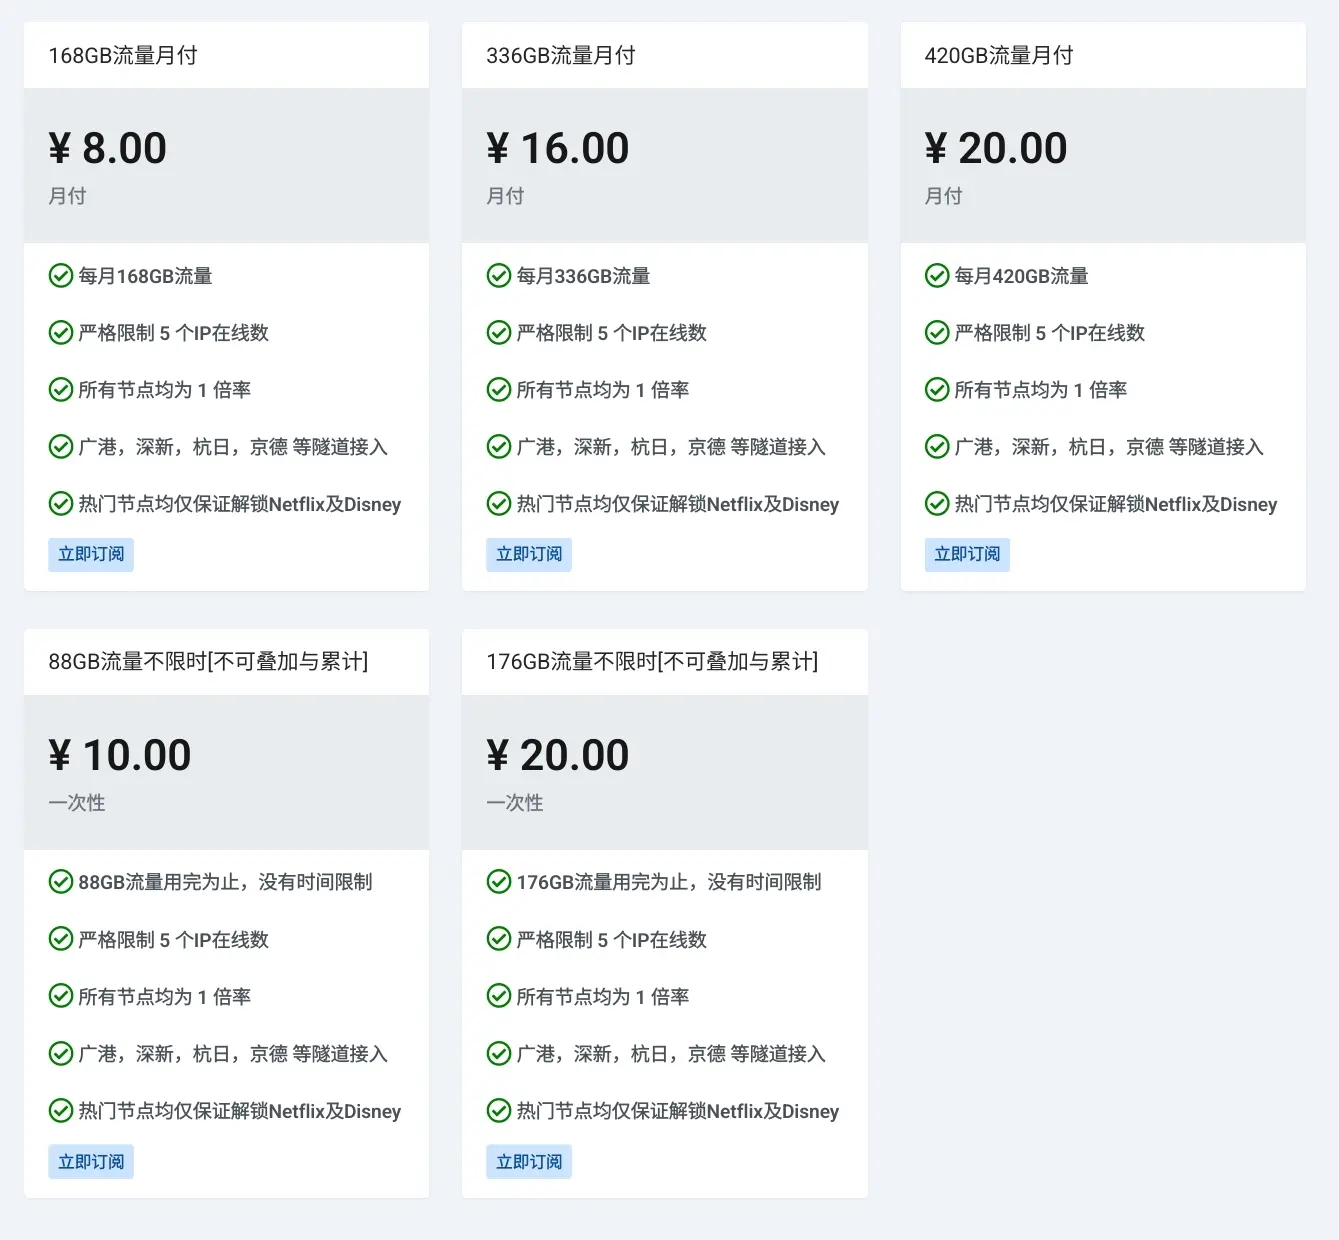 168GB流量月付
¥ 8.00
月付
每月168GB流量
严格限制 5 个IP在线数
所有节点均为 1 倍率
广港，深新，杭日，京德 等隧道接入
热门节点均仅保证解锁Netflix及Disney
立即订阅
336GB流量月付
¥ 16.00
月付
每月336GB流量
严格限制 5 个IP在线数
所有节点均为 1 倍率
广港，深新，杭日，京德 等隧道接入
热门节点均仅保证解锁Netflix及Disney
立即订阅
420GB流量月付
¥ 20.00
月付
每月420GB流量
严格限制 5 个IP在线数
所有节点均为 1 倍率
广港，深新，杭日，京德 等隧道接入
热门节点均仅保证解锁Netflix及Disney
立即订阅
88GB流量不限时[不可叠加与累计]
¥ 10.00
一次性
88GB流量用完为止，没有时间限制
严格限制 5 个IP在线数
所有节点均为 1 倍率
广港，深新，杭日，京德 等隧道接入
热门节点均仅保证解锁Netflix及Disney
立即订阅
176GB流量不限时[不可叠加与累计]
¥ 20.00
一次性
176GB流量用完为止，没有时间限制
严格限制 5 个IP在线数
所有节点均为 1 倍率
广港，深新，杭日，京德 等隧道接入
热门节点均仅保证解锁Netflix及Disney
立即订阅